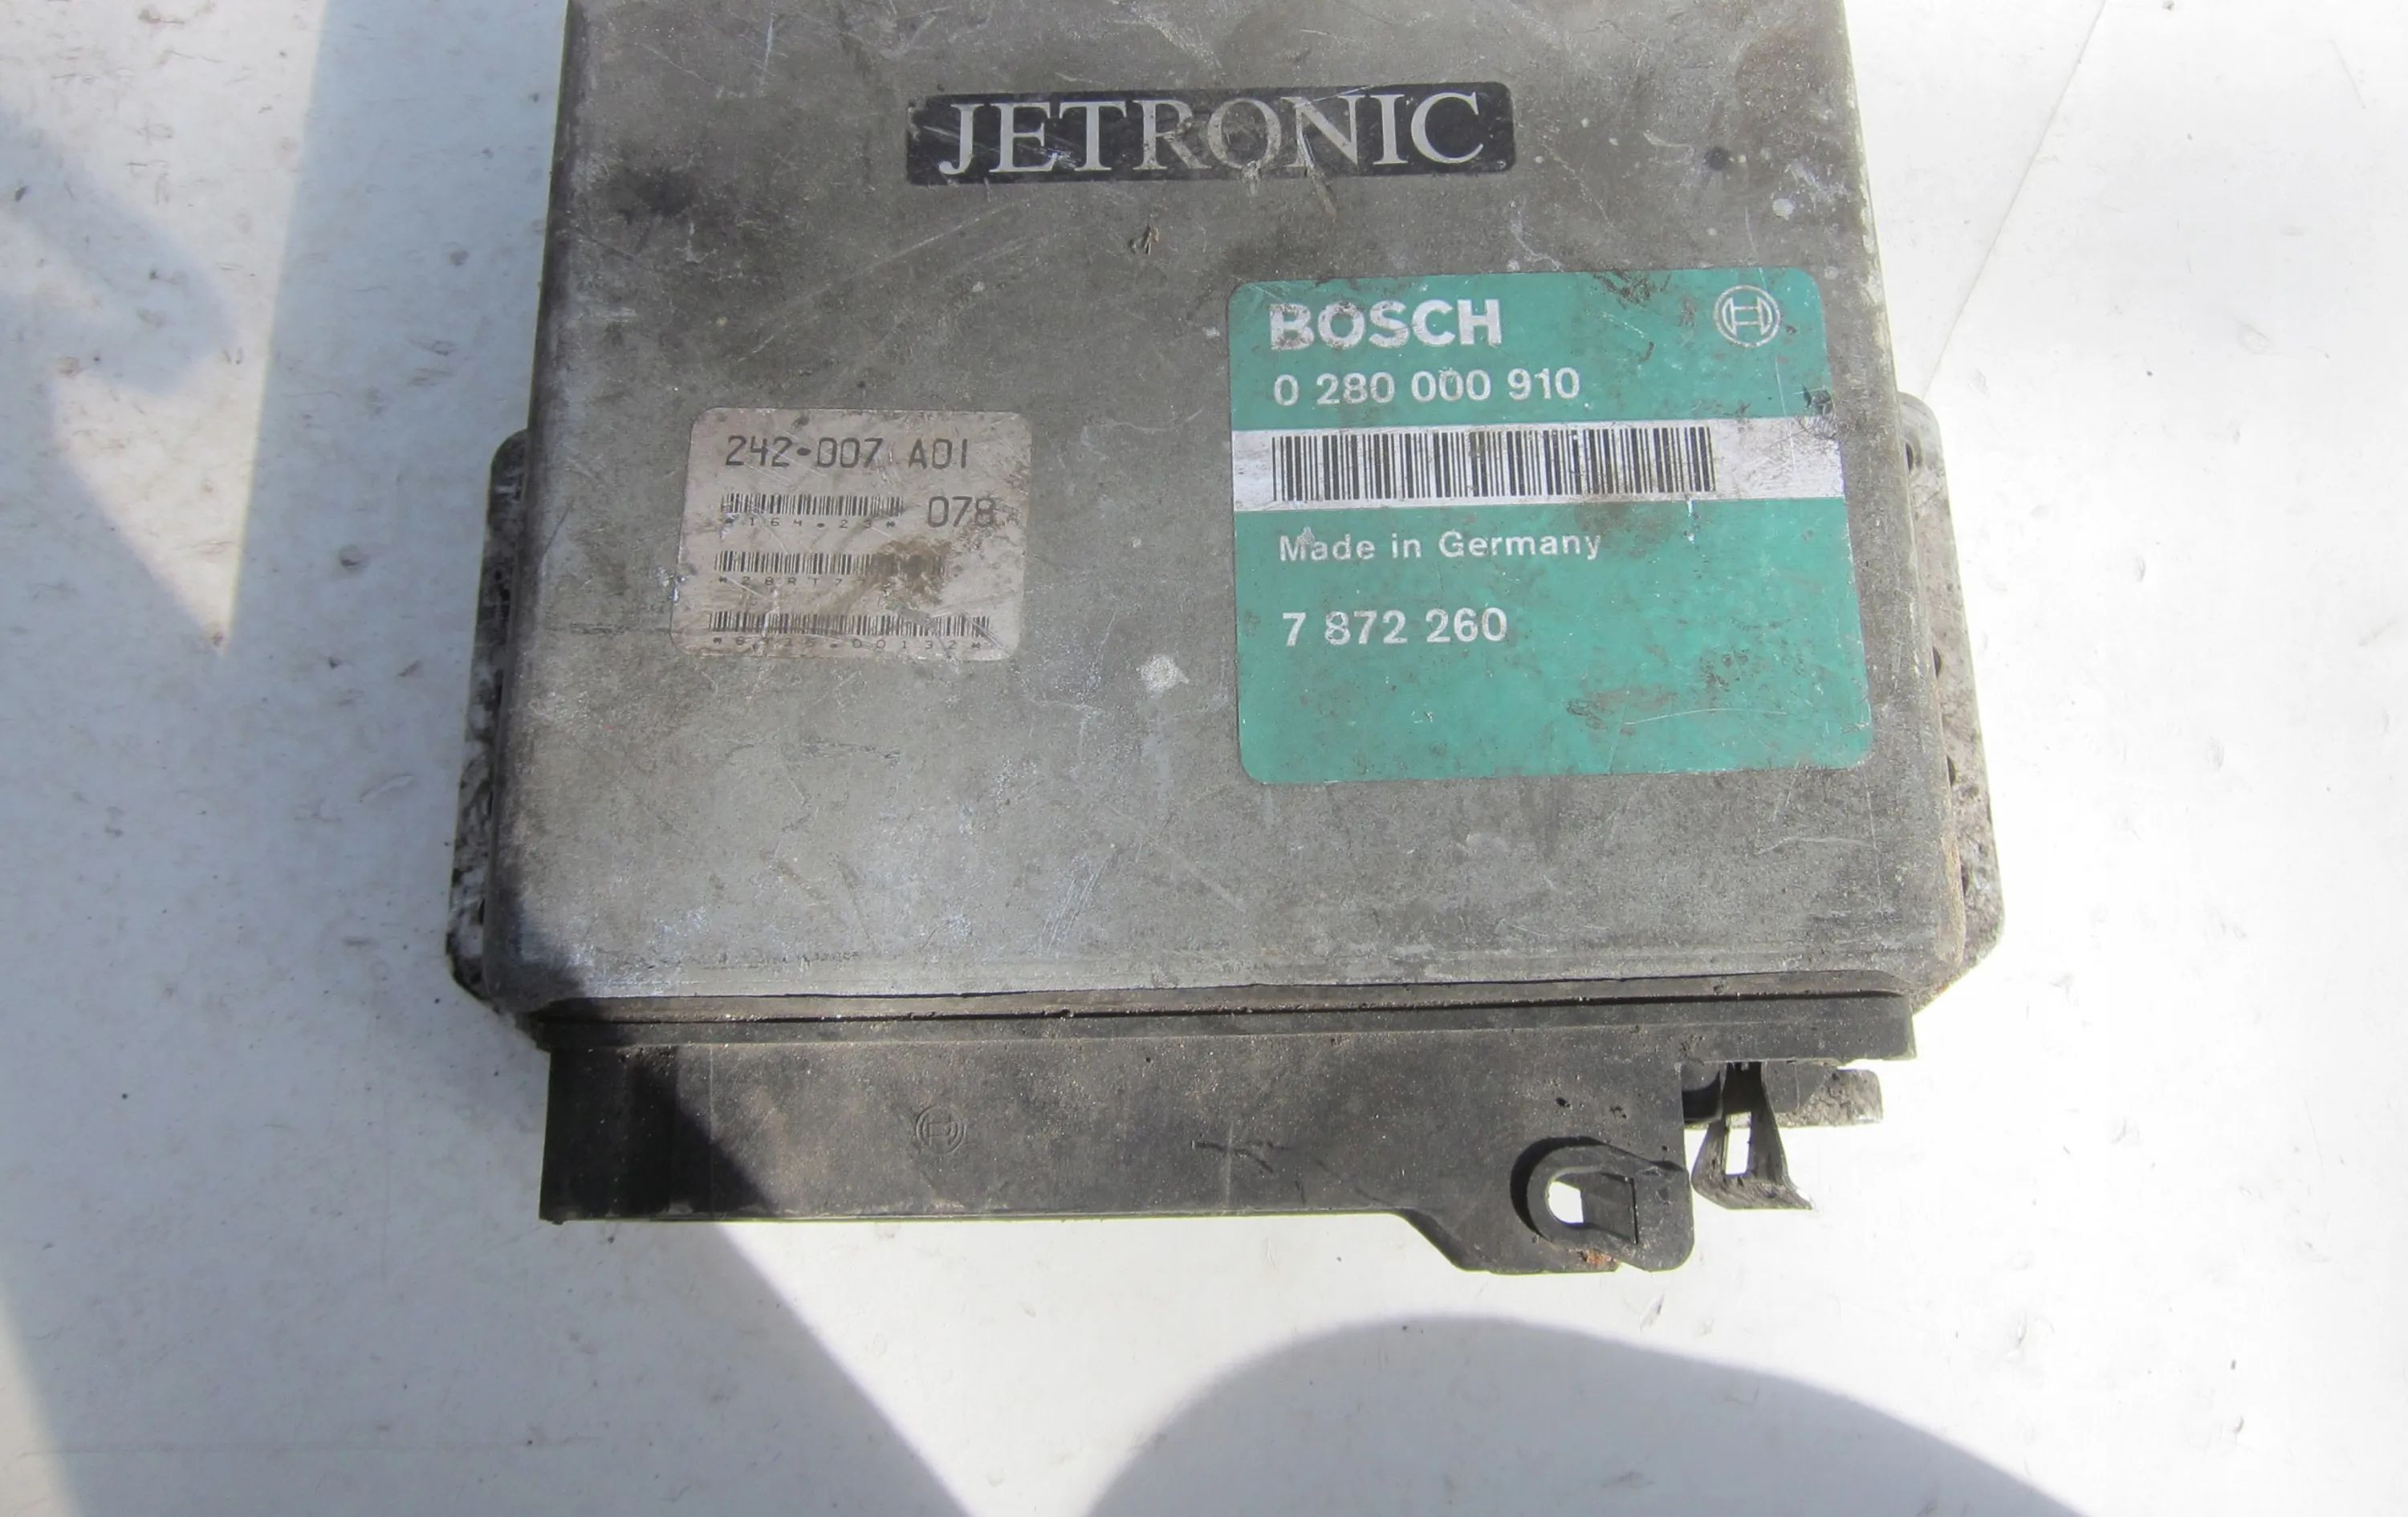 JETRONIC
BOSCH
0 280 000 910
Made in Germany
7 872 260
242-007 A01
078